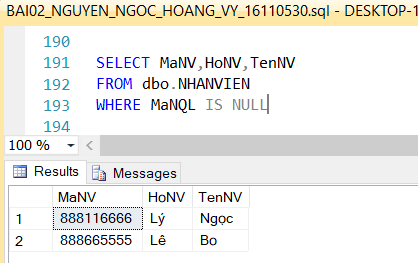 BAI02_NGUYEN_NGOC_HOANG_VY_16110530.sql - DESKTOP-1
190
191 SELECT MaNV,HoNV,TenNV
192 FROM dbo.NHANVIEN
193 WHERE MaNQL IS NULL
194
100 %
Results Messages
MaNV HoNV TenNV
1 888116666 Lý Ngọc
2 888665555 Lê Bo